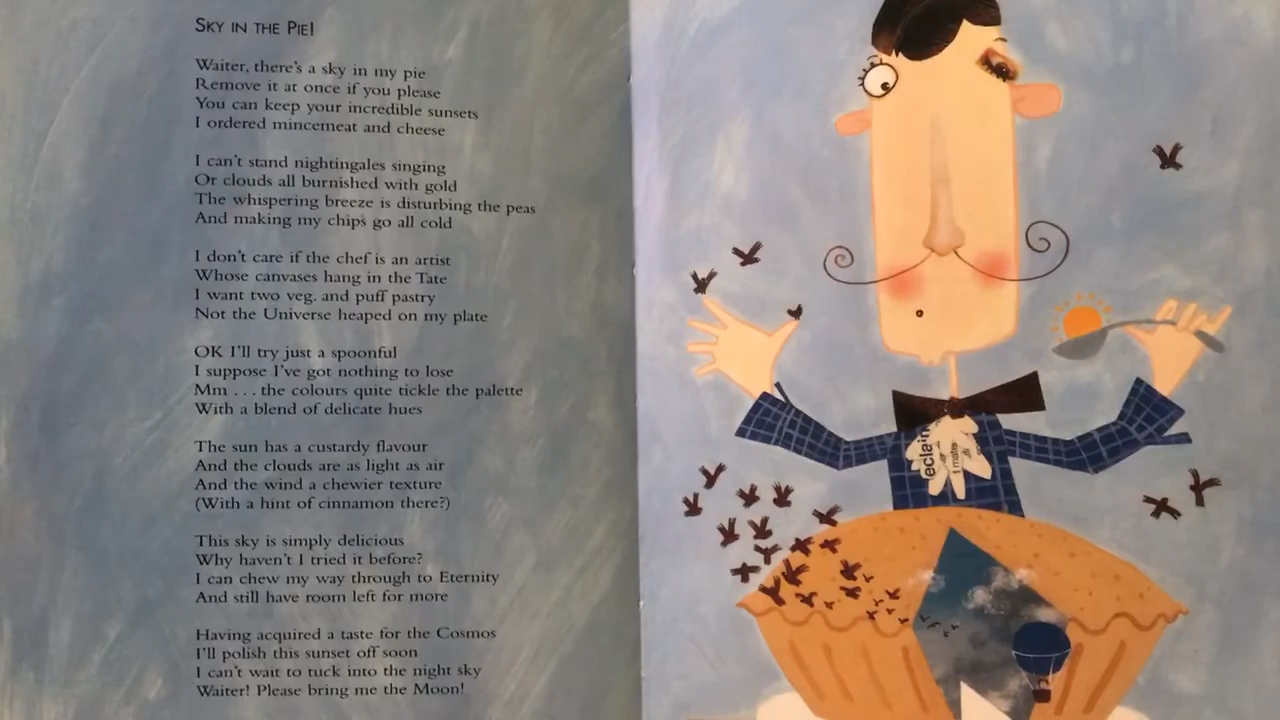 SKY IN THE PIE!
Waiter, there's a sky in my pie
Remove it at once if you please
You can keep your incredible sunsets
I ordered mincemeat and cheese
I can't stand nightingales singing
Or clouds all burnished with gold
The whispering breeze is disturbing the peas
And making my chips go all cold
I don't care if the chef is an artist
Whose canvases hang in the Tate
I want two veg. and puff pastry
Not the Universe heaped on my plate
OK I'll try just a spoonful
I suppose I've got nothing to lose
Mm . . . the colours quite tickle the palette
With a blend of delicate hues
The sun has a custardy flavour
And the clouds are as light as air
And the wind a chewier texture
(With a hint of cinnamon there?)
This sky is simply delicious
Why haven't I tried it before?
I can chew my way through to Eternity
And still have room left for more
Having acquired a taste for the Cosmos
I'll polish this sunset off soon
I can't wait to tuck into the night sky
Waiter! Please bring me the Moon!
eclair